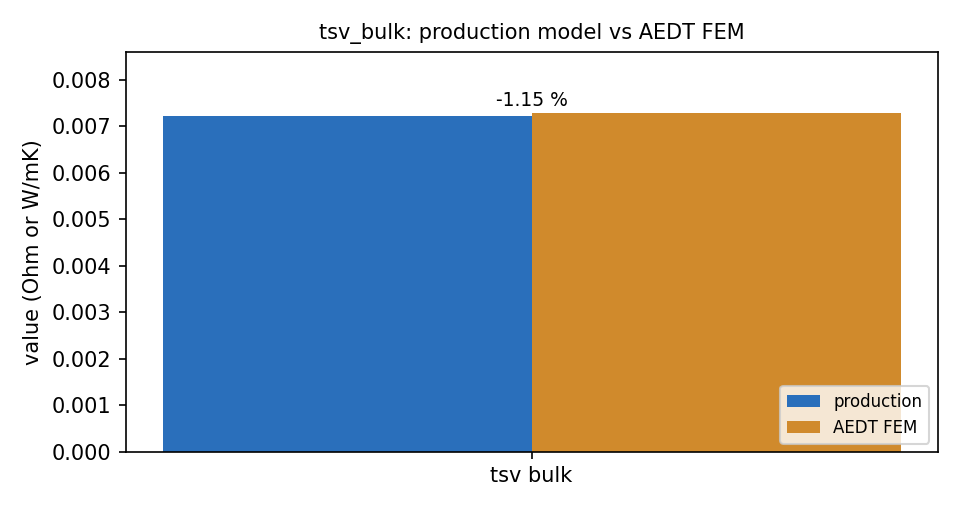 tsv_bulk: production model vs AEDT FEM
value (Ohm or W/mK)
0.008
0.007
0.006
0.005
0.004
0.003
0.002
0.001
0.000
-1.15 %
production
AEDT FEM
tsv bulk